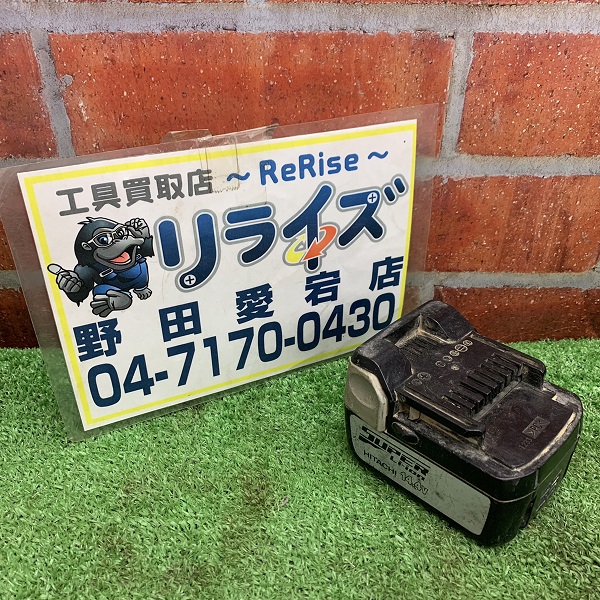 工具買取店 ～ReRise～
リライズ
野田愛宕店
04-7170-0430
SUPER
HITACHI 14.4V